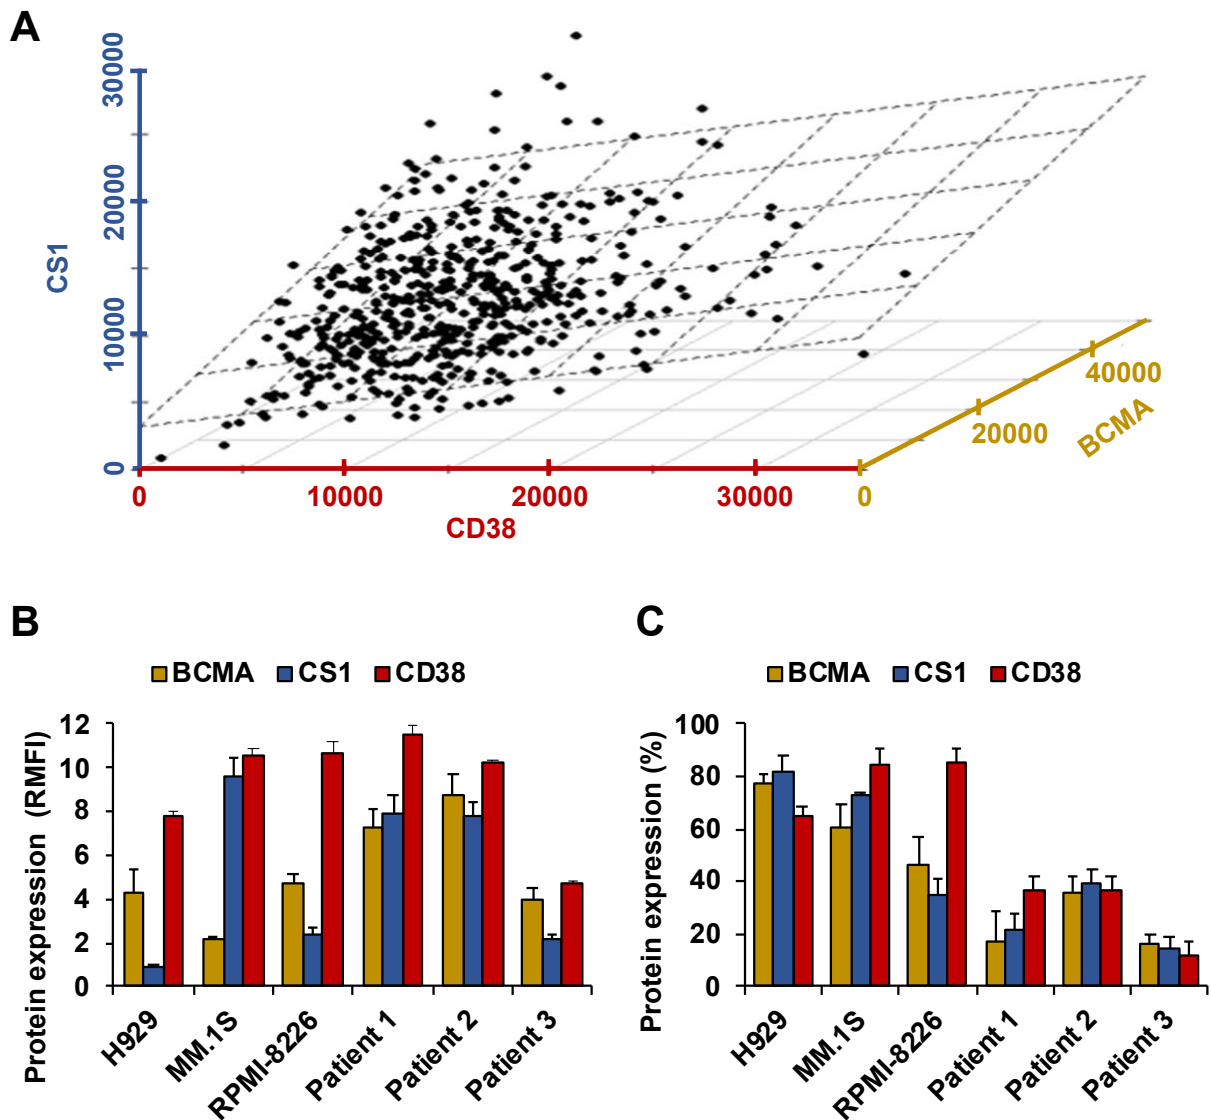 A
30000
20000
10000
0
CS1
0
10000
20000
30000
CD38
0
20000
40000
BCMA
B
BCMA CS1 CD38
Protein expression (RMFI)
12
10
8
6
4
2
0
H929
MM.1S
RPMI-8226
Patient 1
Patient 2
Patient 3
C
BCMA CS1 CD38
Protein expression (%)
100
80
60
40
20
0
H929
MM.1S
RPMI-8226
Patient 1
Patient 2
Patient 3